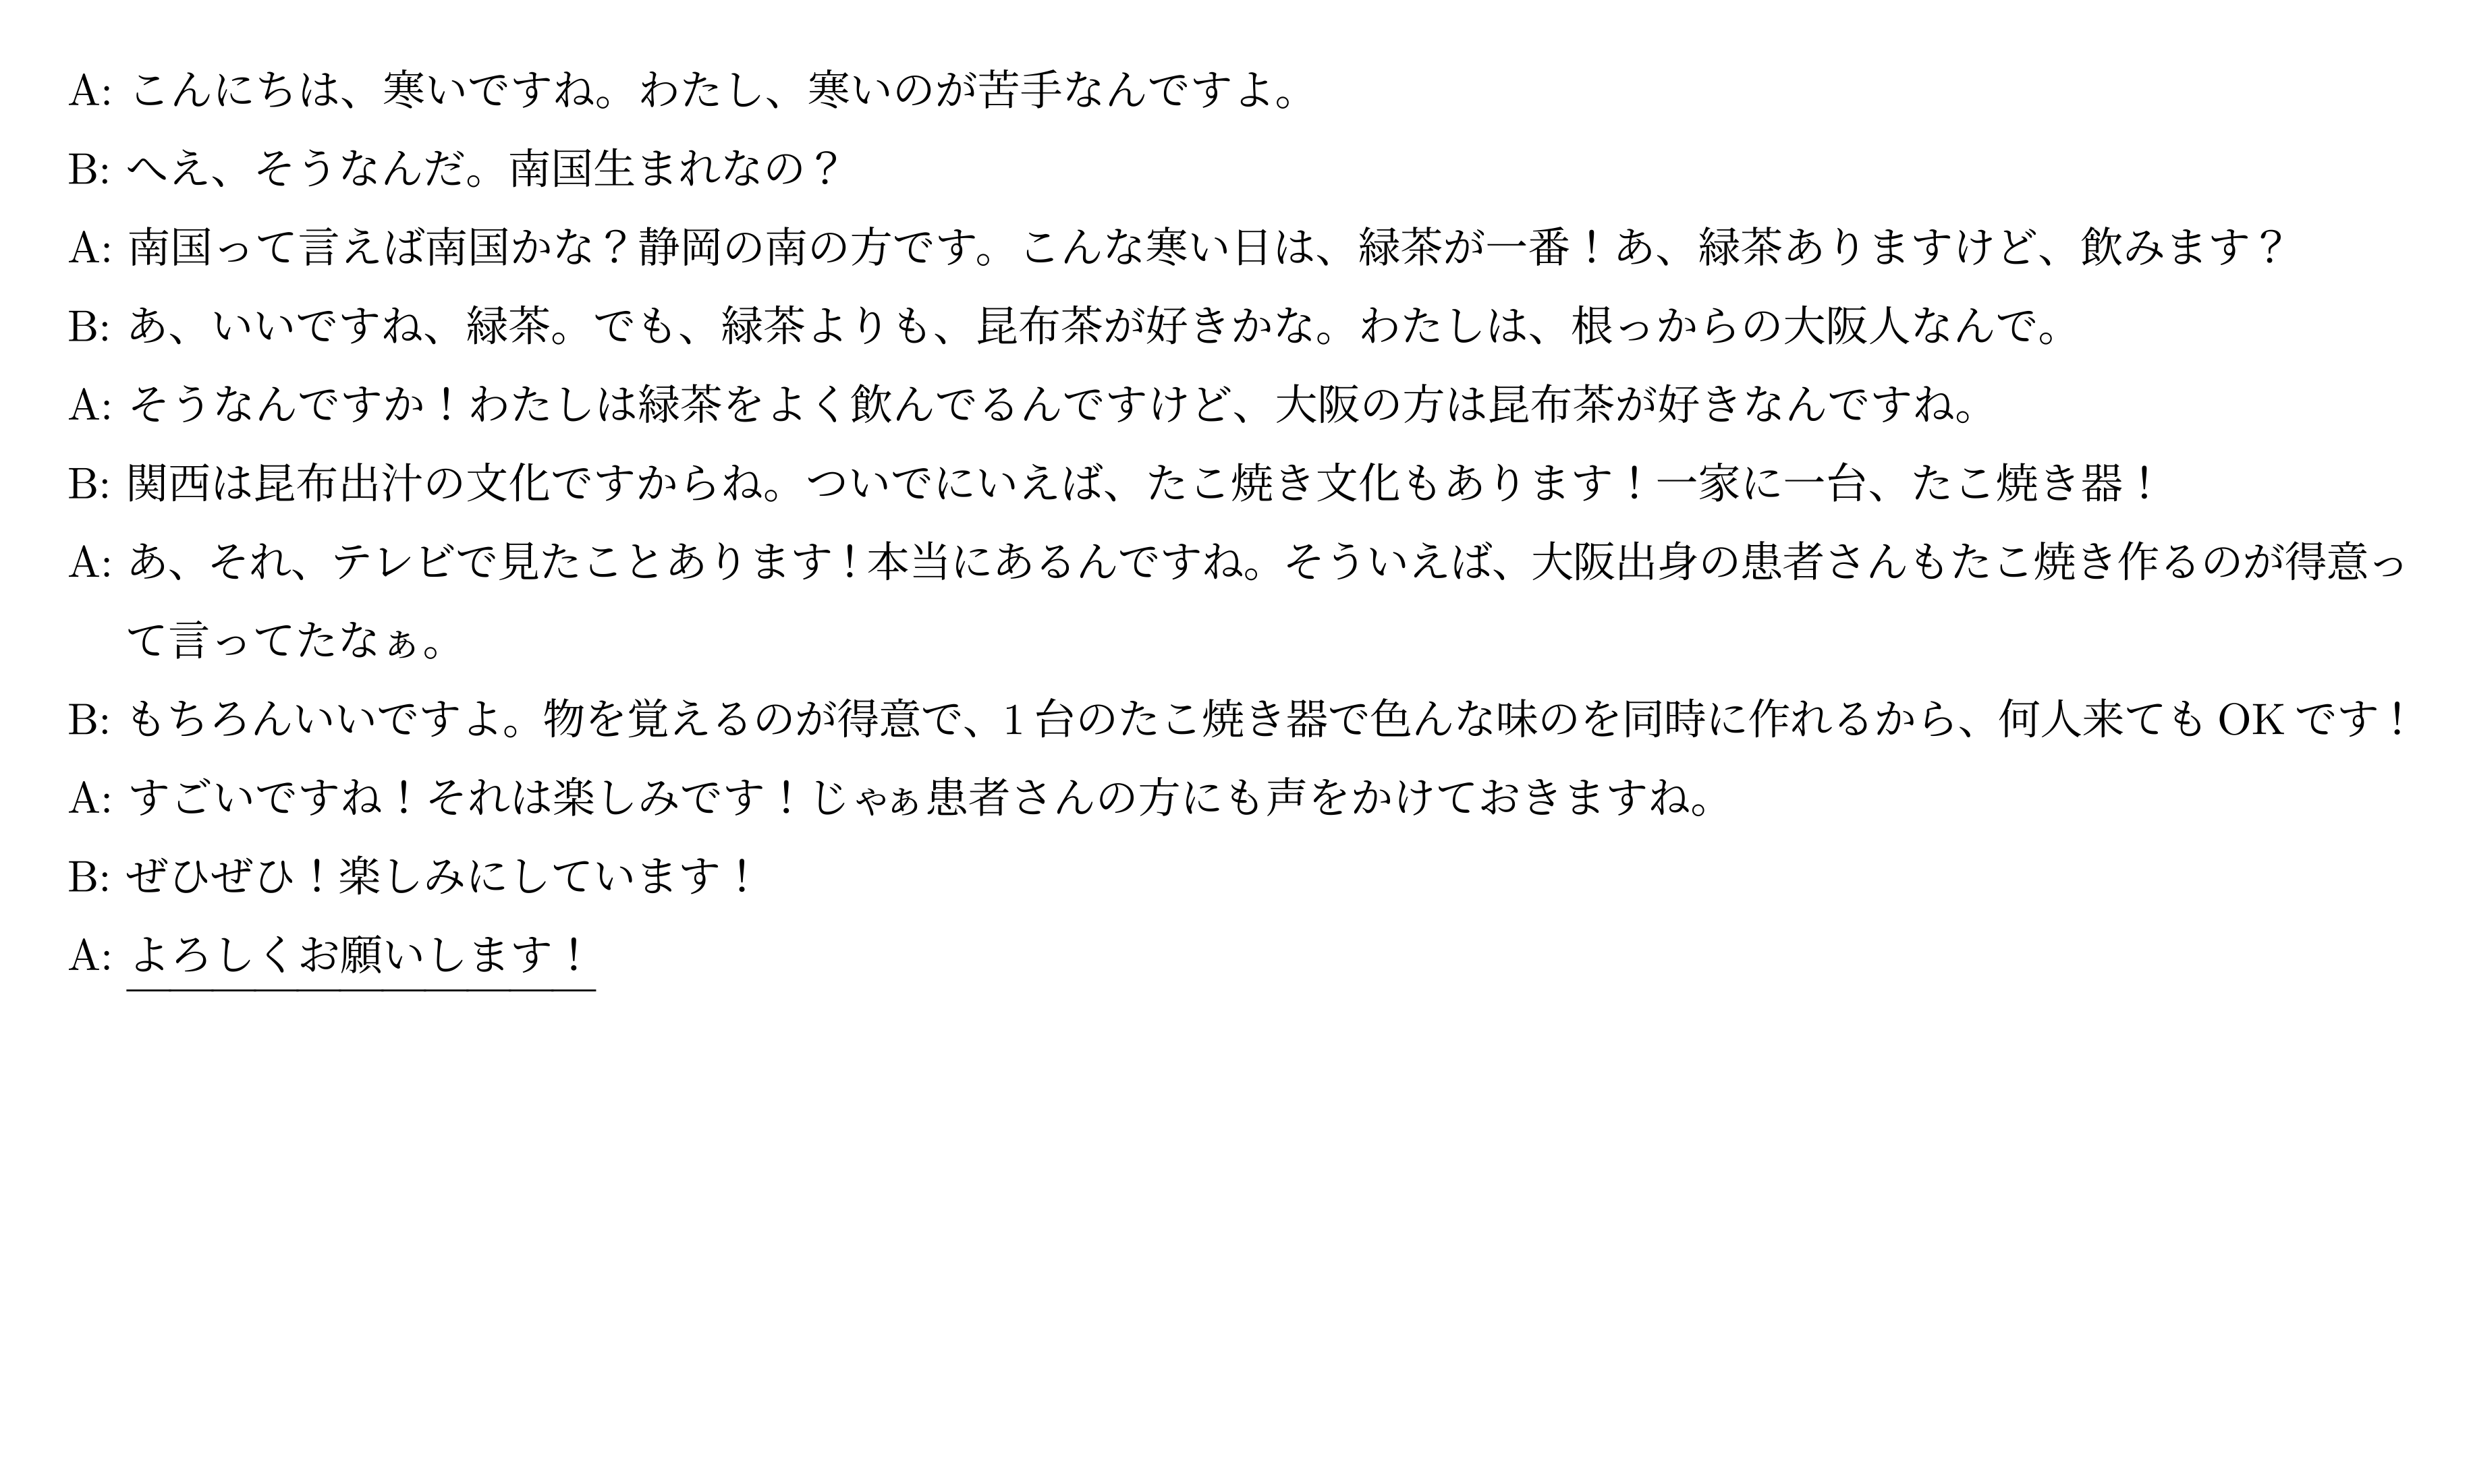 A: こんにちは、寒いですね。わたし、寒いのが苦手なんですよ。
B: へえ、そうなんだ。南国生まれなの？
A: 南国って言えば南国かな？静岡の南の方です。こんな寒い日は、緑茶が一番！あ、緑茶ありますけど、飲みます？
B: あ、いいですね、緑茶。でも、緑茶よりも、昆布茶が好きかな。わたしは、根っからの大阪人なんで。
A: そうなんですか！わたしは緑茶をよく飲んでるんですけど、大阪の方は昆布茶が好きなんですね。
B: 関西は昆布出汁の文化ですからね。ついでにいえば、たこ焼き文化もあります！一家に一台、たこ焼き器！
A: あ、それ、テレビで見たことあります！本当にあるんですね。そういえば、大阪出身の患者さんもたこ焼き作るのが得意っ
て言ってたなぁ。
B: もちろんいいですよ。物を覚えるのが得意で、1 台のたこ焼き器で色んな味のを同時に作れるから、何人来ても OK です！
A: すごいですね！それは楽しみです！じゃぁ患者さんの方にも声をかけておきますね。
B: ぜひぜひ！楽しみにしています！
A: よろしくお願いします！